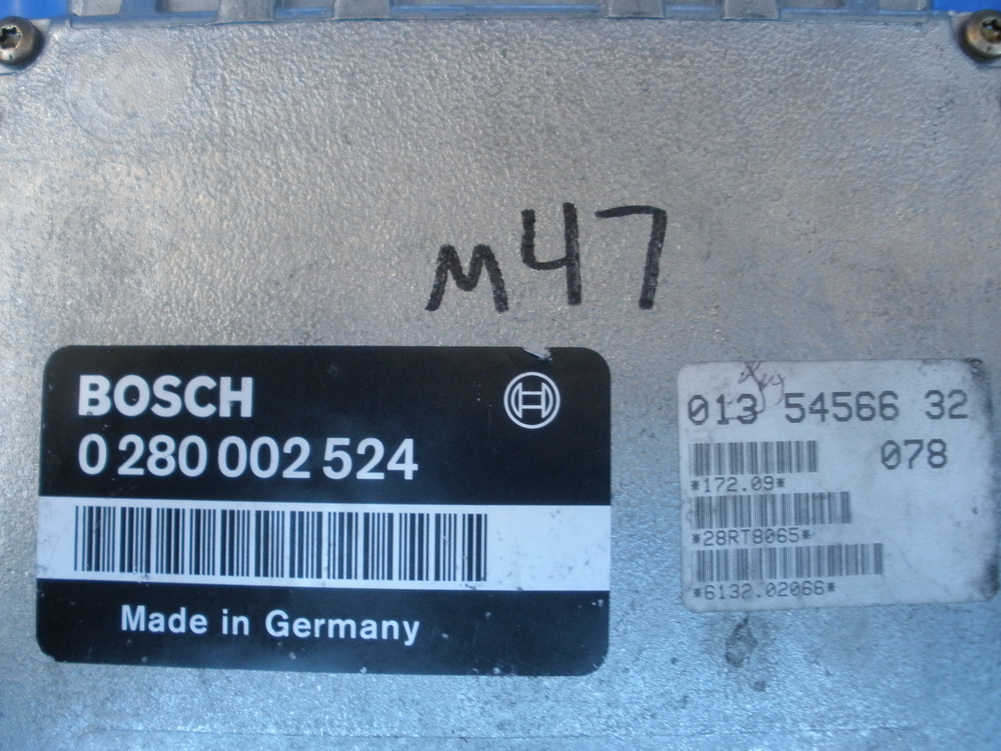 M47
BOSCH
0 280 002 524
Made in Germany
013 54566 32
078
*172.09*
*28RT8065*
*6132.02066*